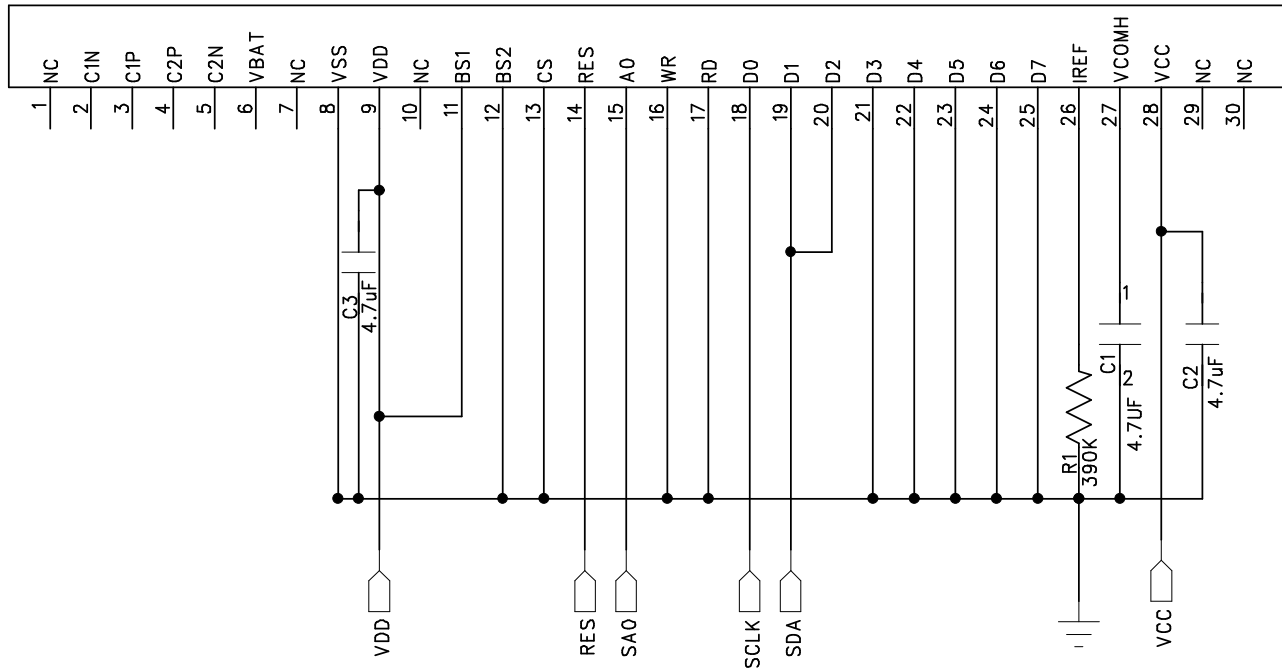 NC
C1N
C1P
C2P
C2N
VBAT
NC
VSS
VDD
NC
BS1
BS2
CS
RES
A0
WR
RD
D0
D1
D2
D3
D4
D5
D6
D7
IREF
VCOMH
VCC
NC
NC
1
2
3
4
5
6
7
8
9
10
11
12
13
14
15
16
17
18
19
20
21
22
23
24
25
26
27
28
29
30
C3
4.7uF
1
C1
2
4.7UF
C2
4.7uF
R1
390K
VDD
RES
SA0
SCLK
SDA
VCC